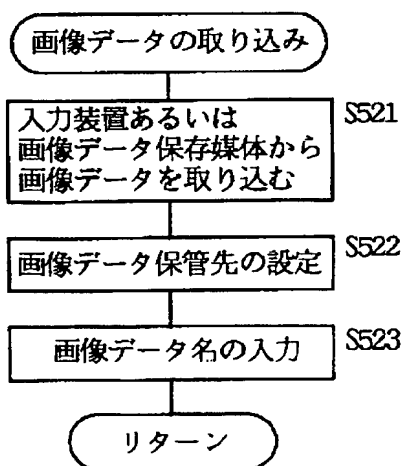 画像データの取り込み
入力装置あるいは
画像データ保存媒体から
画像データを取り込む
S521
画像データ保管先の設定
S522
画像データ名の入力
S523
リターン